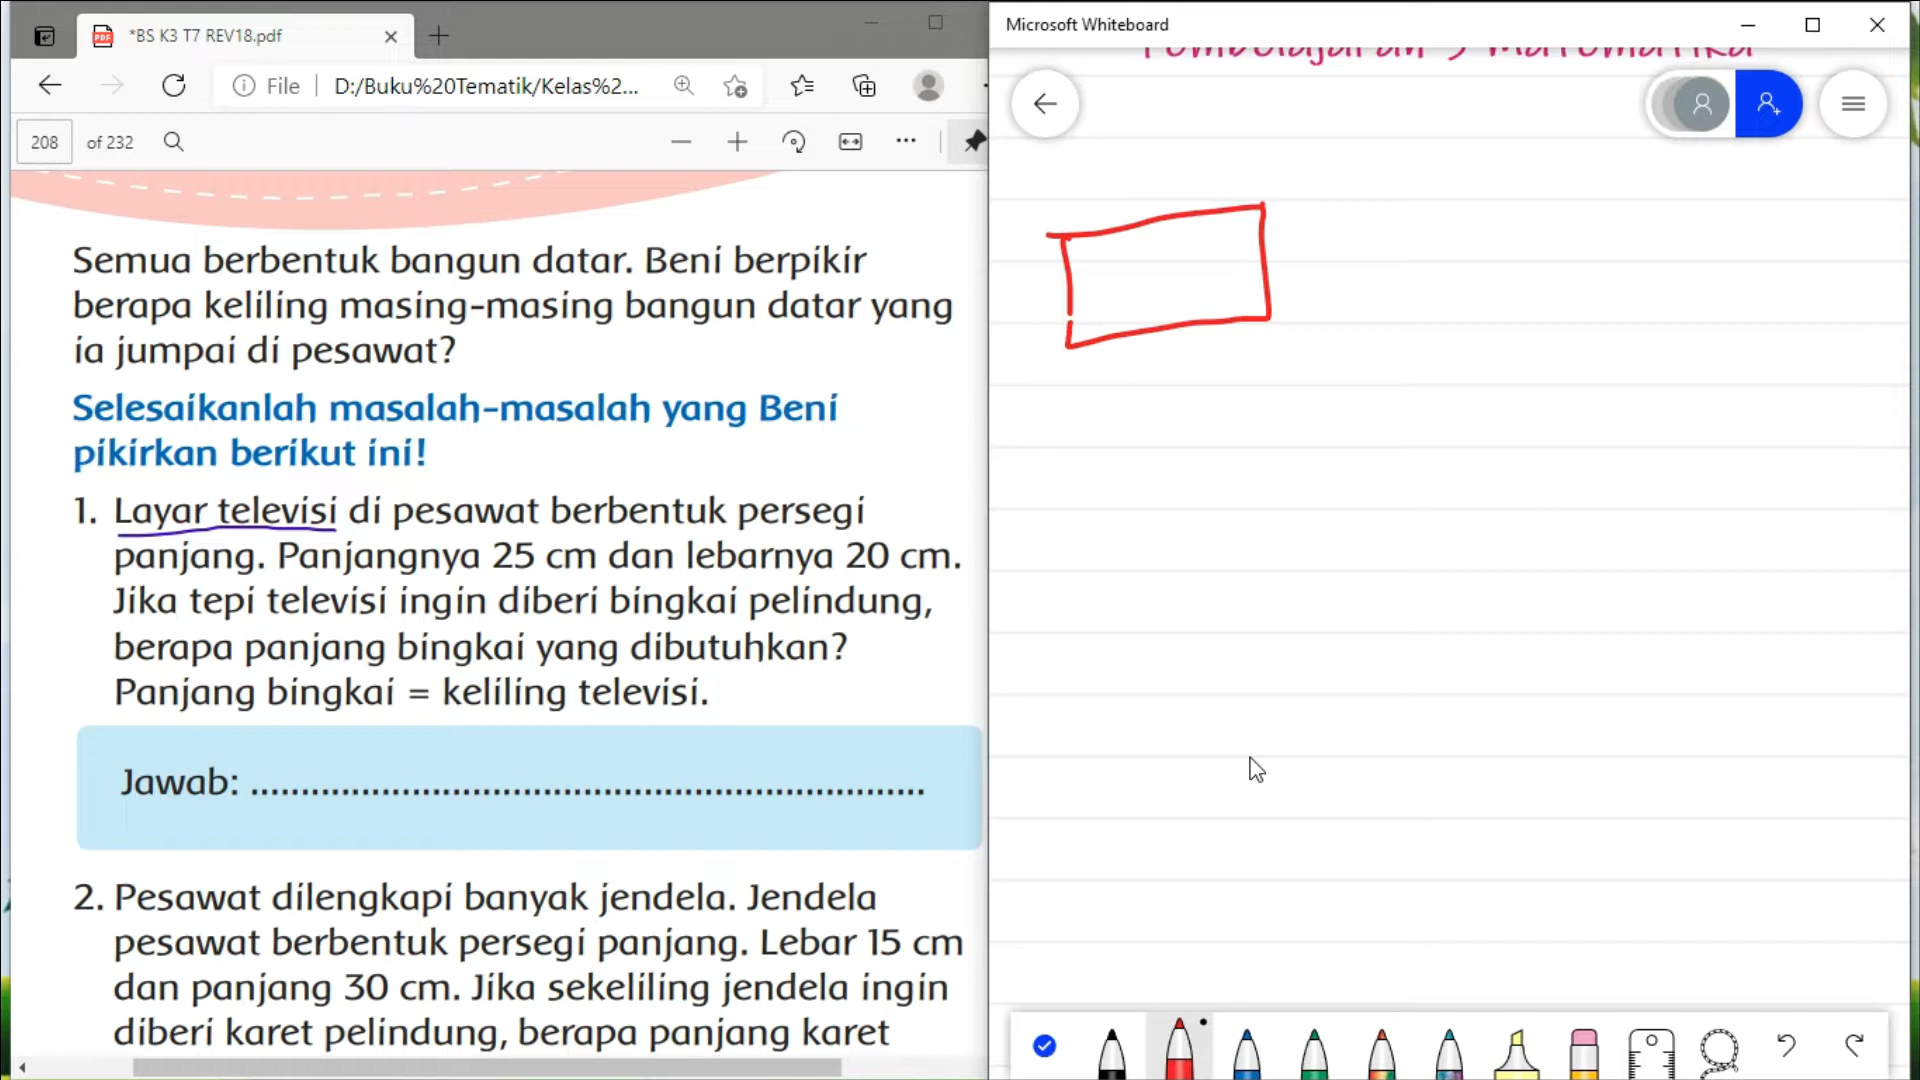 *BS K3 T7 REV18.pdf
File
D:/Buku%20Tematik/Kelas%2...
208 of 232
Semua berbentuk bangun datar. Beni berpikir
berapa keliling masing-masing bangun datar yang
ia jumpai di pesawat?
Selesaikanlah masalah-masalah yang Beni
pikirkan berikut ini!
1. Layar televisi di pesawat berbentuk persegi
panjang. Panjangnya 25 cm dan lebarnya 20 cm.
Jika tepi televisi ingin diberi bingkai pelindung,
berapa panjang bingkai yang dibutuhkan?
Panjang bingkai = keliling televisi.
Jawab: ................................................................
2. Pesawat dilengkapi banyak jendela. Jendela
pesawat berbentuk persegi panjang. Lebar 15 cm
dan panjang 30 cm. Jika sekeliling jendela ingin
diberi karet pelindung, berapa panjang karet
Microsoft Whiteboard
Pembelajaran 3 Matematika